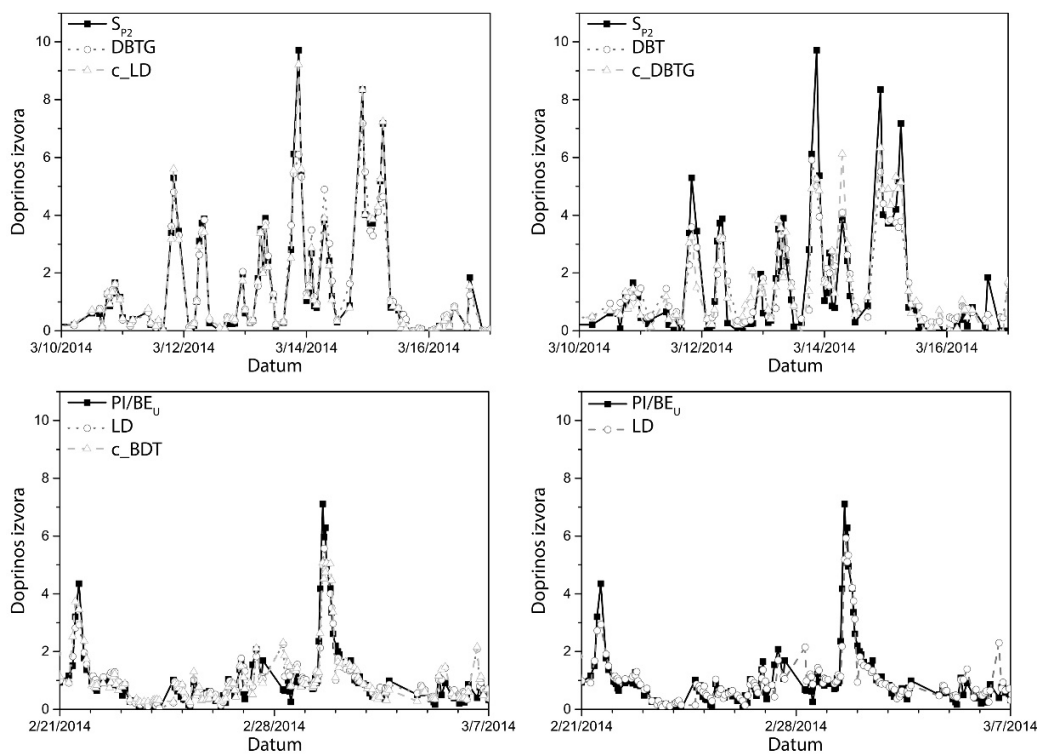 S_P2
DBTG
c_LD
Doprinos izvora
10
8
6
4
2
0
3/10/2014 3/12/2014 3/14/2014 3/16/2014
Datum
S_P2
DBT
c_DBTG
Doprinos izvora
10
8
6
4
2
0
3/10/2014 3/12/2014 3/14/2014 3/16/2014
Datum
PI/BE_U
LD
c_BDT
Doprinos izvora
10
8
6
4
2
0
2/21/2014 2/28/2014 3/7/2014
Datum
PI/BE_U
LD
Doprinos izvora
10
8
6
4
2
0
2/21/2014 2/28/2014 3/7/2014
Datum